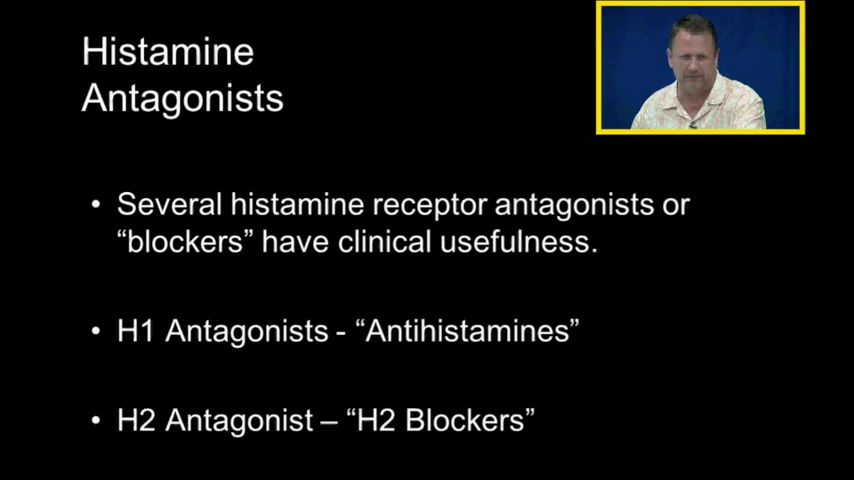 Histamine
Antagonists
• Several histamine receptor antagonists or
“blockers” have clinical usefulness.
• H1 Antagonists - “Antihistamines”
• H2 Antagonist – “H2 Blockers”